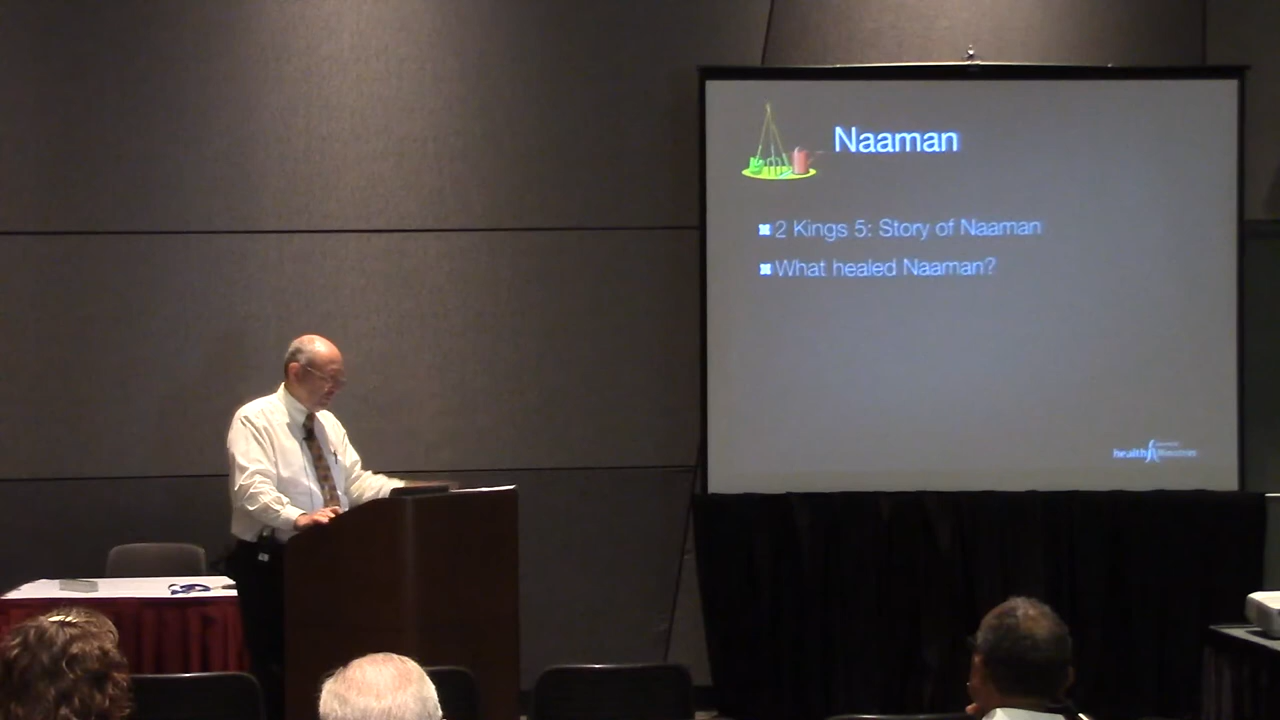 Naaman
2 Kings 5: Story of Naaman
What healed Naaman?
health Ministries